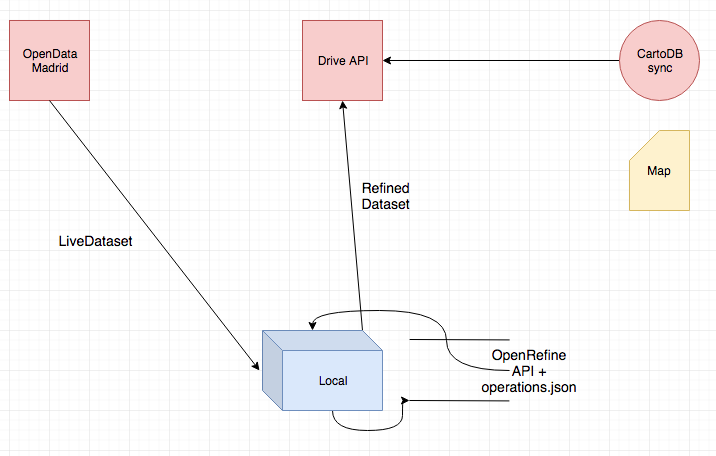 OpenData
Madrid
Drive API
CartoDB
sync
Map
Refined
Dataset
LiveDataset
OpenRefine
API +
operations.json
Local